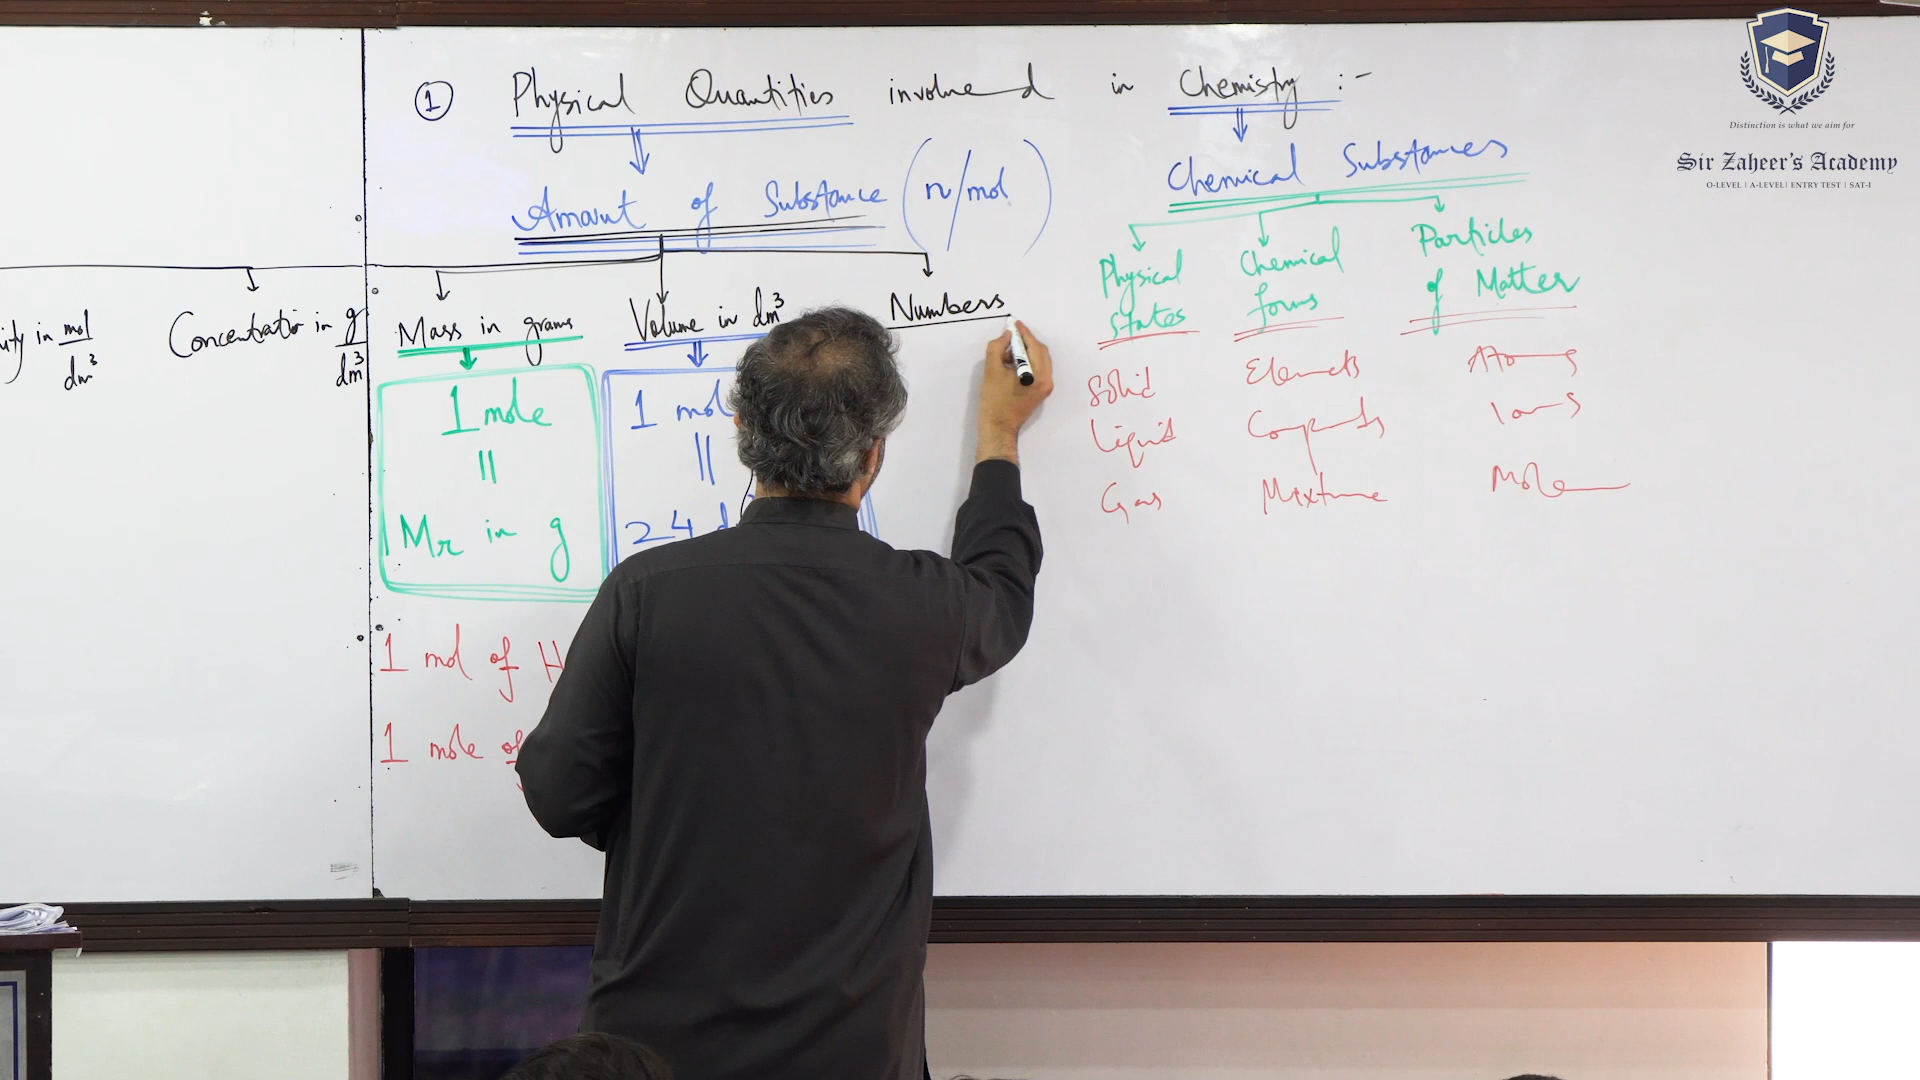 ① Physical Quantities involved in Chemistry :-
Amount of Substance (n/mol)
Chemical Substances
Physical States
Chemical forms
Particles of Matter
mol/dm³
Concentration in g/dm³
Mass in grams
Volume in dm³
Numbers
1 mole
=
Mr in g
1 mol
=
24 d
1 mol of H
1 mole of
Solid
Liquid
Gas
Elements
Compounds
Mixture
Atoms
Ions
Mole
Distinction is what we aim for
Sir Zaheer's Academy
O-LEVEL | A-LEVEL | ENTRY TEST | SAT-I